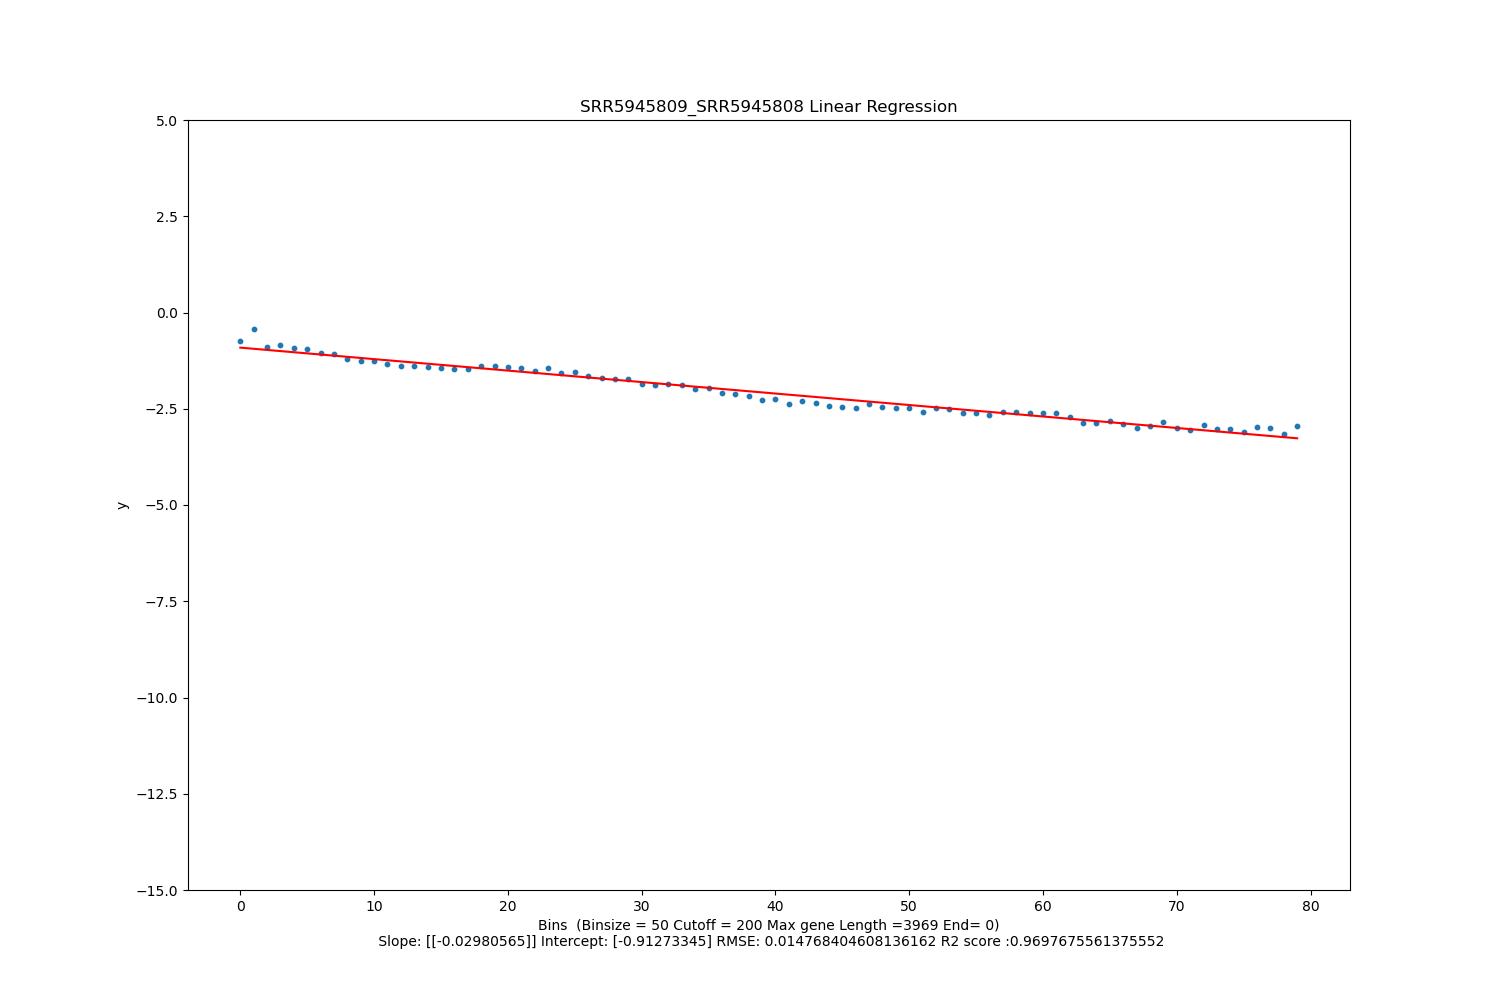 SRR5945809_SRR5945808 Linear Regression
5.0
2.5
0.0
−2.5
−5.0
−7.5
−10.0
−12.5
−15.0
y
0 10 20 30 40 50 60 70 80
Bins  (Binsize = 50 Cutoff = 200 Max gene Length =3969 End= 0)
Slope: [[-0.02980565]] Intercept: [-0.91273345] RMSE: 0.014768404608136162 R2 score :0.9697675561375552